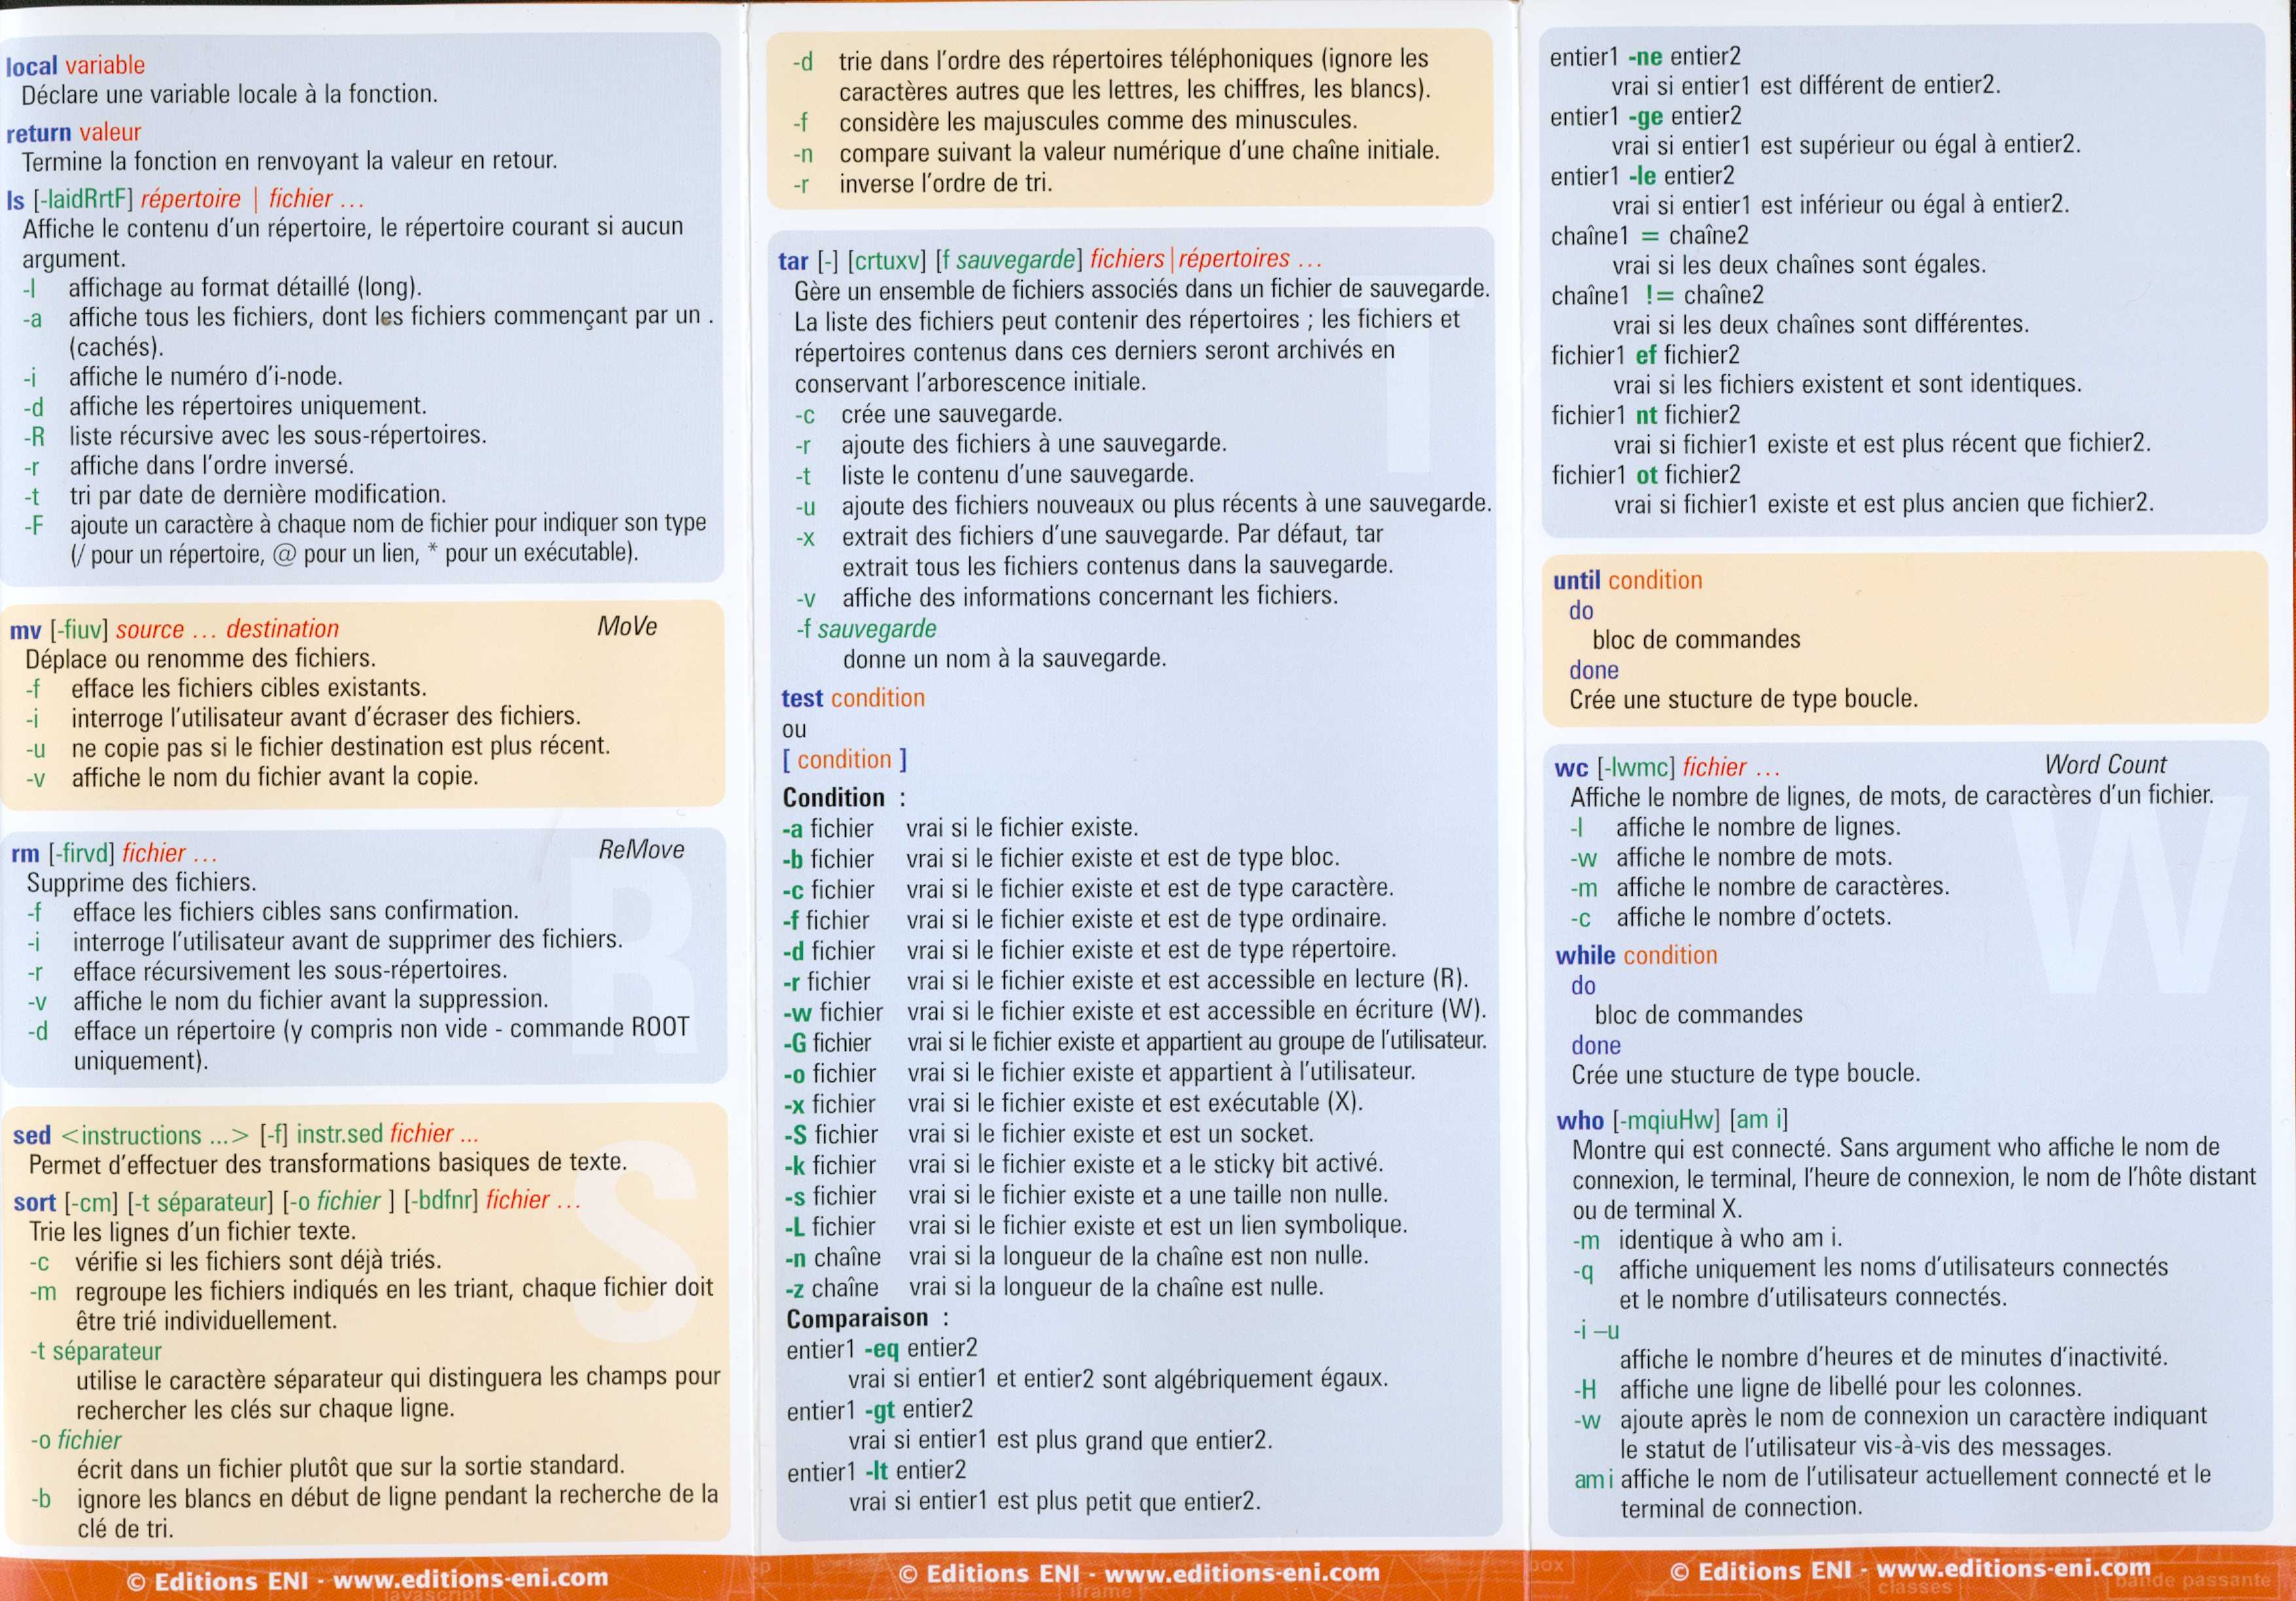 local variable
Déclare une variable locale à la fonction.
return valeur
Termine la fonction en renvoyant la valeur en retour.
ls [-laidRrtF] répertoire | fichier ...
Affiche le contenu d'un répertoire, le répertoire courant si aucun
argument.
-l affichage au format détaillé (long).
-a affiche tous les fichiers, dont les fichiers commençant par un .
(cachés).
-i affiche le numéro d'i-node.
-d affiche les répertoires uniquement.
-R liste récursive avec les sous-répertoires.
-r affiche dans l'ordre inversé.
-t tri par date de dernière modification.
-F ajoute un caractère à chaque nom de fichier pour indiquer son type
(/ pour un répertoire, @ pour un lien, * pour un exécutable).
mv [-fiuv] source ... destination MoVe
Déplace ou renomme des fichiers.
-f efface les fichiers cibles existants.
-i interroge l'utilisateur avant d'écraser des fichiers.
-u ne copie pas si le fichier destination est plus récent.
-v affiche le nom du fichier avant la copie.
R
rm [-firvd] fichier ... ReMove
Supprime des fichiers.
-f efface les fichiers cibles sans confirmation.
-i interroge l'utilisateur avant de supprimer des fichiers.
-r efface récursivement les sous-répertoires.
-v affiche le nom du fichier avant la suppression.
-d efface un répertoire (y compris non vide - commande ROOT
uniquement).
S
sed <instructions ...> [-f] instr.sed fichier ...
Permet d'effectuer des transformations basiques de texte.
sort [-cm] [-t séparateur] [-o fichier ] [-bdfnr] fichier ...
Trie les lignes d'un fichier texte.
-c vérifie si les fichiers sont déjà triés.
-m regroupe les fichiers indiqués en les triant, chaque fichier doit
être trié individuellement.
-t séparateur
utilise le caractère séparateur qui distinguera les champs pour
rechercher les clés sur chaque ligne.
-o fichier
écrit dans un fichier plutôt que sur la sortie standard.
-b ignore les blancs en début de ligne pendant la recherche de la
clé de tri.
© Editions ENI - www.editions-eni.com
-d trie dans l'ordre des répertoires téléphoniques (ignore les
caractères autres que les lettres, les chiffres, les blancs).
-f considère les majuscules comme des minuscules.
-n compare suivant la valeur numérique d'une chaîne initiale.
-r inverse l'ordre de tri.
T
tar [-] [crtuxv] [f sauvegarde] fichiers|répertoires ...
Gère un ensemble de fichiers associés dans un fichier de sauvegarde.
La liste des fichiers peut contenir des répertoires ; les fichiers et
répertoires contenus dans ces derniers seront archivés en
conservant l'arborescence initiale.
-c crée une sauvegarde.
-r ajoute des fichiers à une sauvegarde.
-t liste le contenu d'une sauvegarde.
-u ajoute des fichiers nouveaux ou plus récents à une sauvegarde.
-x extrait des fichiers d'une sauvegarde. Par défaut, tar
extrait tous les fichiers contenus dans la sauvegarde.
-v affiche des informations concernant les fichiers.
-f sauvegarde
donne un nom à la sauvegarde.
test condition
ou
[ condition ]
Condition :
-a fichier vrai si le fichier existe.
-b fichier vrai si le fichier existe et est de type bloc.
-c fichier vrai si le fichier existe et est de type caractère.
-f fichier vrai si le fichier existe et est de type ordinaire.
-d fichier vrai si le fichier existe et est de type répertoire.
-r fichier vrai si le fichier existe et est accessible en lecture (R).
-w fichier vrai si le fichier existe et est accessible en écriture (W).
-G fichier vrai si le fichier existe et appartient au groupe de l'utilisateur.
-o fichier vrai si le fichier existe et appartient à l'utilisateur.
-x fichier vrai si le fichier existe et est exécutable (X).
-S fichier vrai si le fichier existe et est un socket.
-k fichier vrai si le fichier existe et a le sticky bit activé.
-s fichier vrai si le fichier existe et a une taille non nulle.
-L fichier vrai si le fichier existe et est un lien symbolique.
-n chaîne vrai si la longueur de la chaîne est non nulle.
-z chaîne vrai si la longueur de la chaîne est nulle.
Comparaison :
entier1 -eq entier2
vrai si entier1 et entier2 sont algébriquement égaux.
entier1 -gt entier2
vrai si entier1 est plus grand que entier2.
entier1 -lt entier2
vrai si entier1 est plus petit que entier2.
© Editions ENI - www.editions-eni.com
iframe
entier1 -ne entier2
vrai si entier1 est différent de entier2.
entier1 -ge entier2
vrai si entier1 est supérieur ou égal à entier2.
entier1 -le entier2
vrai si entier1 est inférieur ou égal à entier2.
chaîne1 = chaîne2
vrai si les deux chaînes sont égales.
chaîne1 != chaîne2
vrai si les deux chaînes sont différentes.
fichier1 ef fichier2
vrai si les fichiers existent et sont identiques.
fichier1 nt fichier2
vrai si fichier1 existe et est plus récent que fichier2.
fichier1 ot fichier2
vrai si fichier1 existe et est plus ancien que fichier2.
until condition
do
bloc de commandes
done
Crée une stucture de type boucle.
W
wc [-lwmc] fichier ... Word Count
Affiche le nombre de lignes, de mots, de caractères d'un fichier.
-l affiche le nombre de lignes.
-w affiche le nombre de mots.
-m affiche le nombre de caractères.
-c affiche le nombre d'octets.
while condition
do
bloc de commandes
done
Crée une stucture de type boucle.
who [-mqiuHw] [am i]
Montre qui est connecté. Sans argument who affiche le nom de
connexion, le terminal, l'heure de connexion, le nom de l'hôte distant
ou de terminal X.
-m identique à who am i.
-q affiche uniquement les noms d'utilisateurs connectés
et le nombre d'utilisateurs connectés.
-i –u
affiche le nombre d'heures et de minutes d'inactivité.
-H affiche une ligne de libellé pour les colonnes.
-w ajoute après le nom de connexion un caractère indiquant
le statut de l'utilisateur vis-à-vis des messages.
am i affiche le nom de l'utilisateur actuellement connecté et le
terminal de connection.
box
© Editions ENI - www.editions-eni.com
classes
bande passante